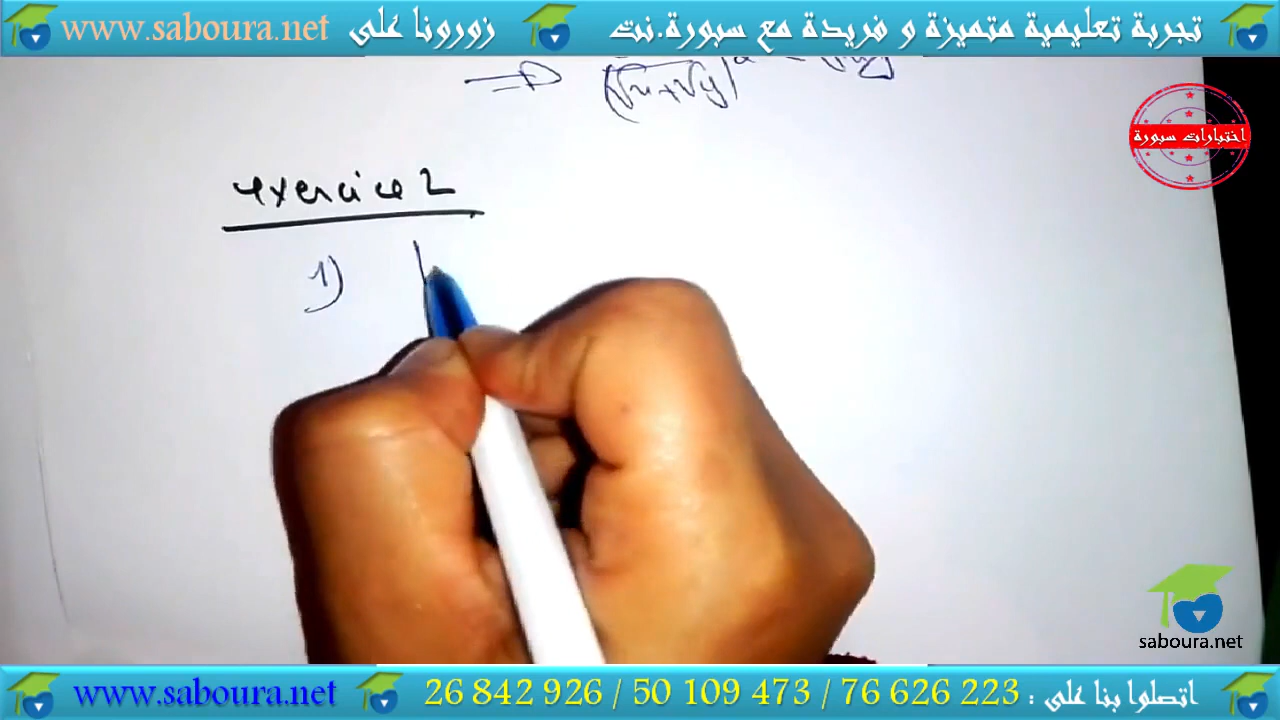 تجربة تعليمية متميزة و فريدة مع سبورة.نت زورونا على www.saboura.net
اختبارات سبورة
exercice 2
1)
saboura.net
اتصلوا بنا على : 26 842 926 / 50 109 473 / 76 626 223 www.saboura.net